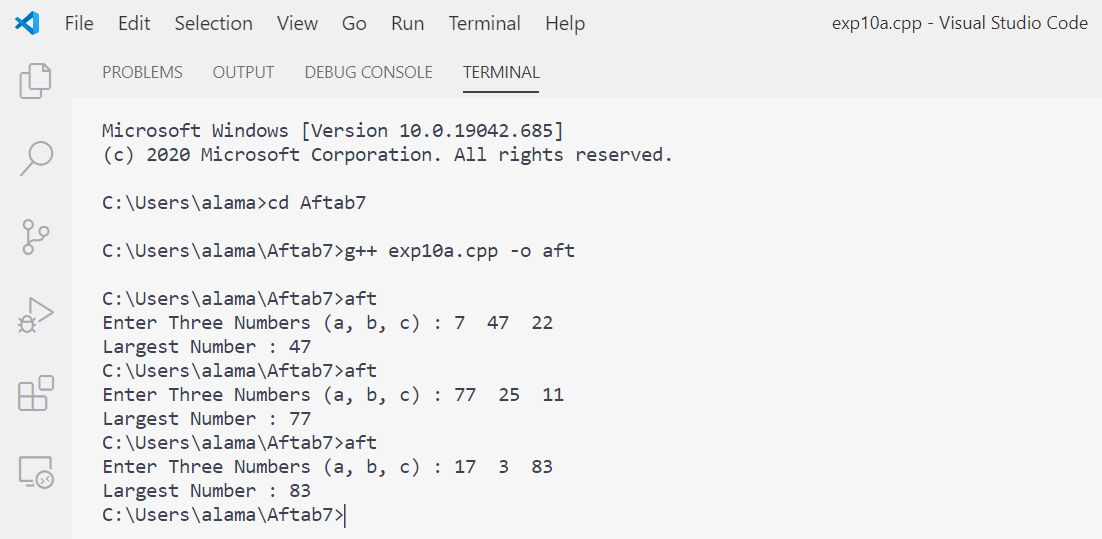 File Edit Selection View Go Run Terminal Help exp10a.cpp - Visual Studio Code
PROBLEMS OUTPUT DEBUG CONSOLE TERMINAL
Microsoft Windows [Version 10.0.19042.685]
(c) 2020 Microsoft Corporation. All rights reserved.
C:\Users\alama>cd Aftab7
C:\Users\alama\Aftab7>g++ exp10a.cpp -o aft
C:\Users\alama\Aftab7>aft
Enter Three Numbers (a, b, c) : 7  47  22
Largest Number : 47
C:\Users\alama\Aftab7>aft
Enter Three Numbers (a, b, c) : 77  25  11
Largest Number : 77
C:\Users\alama\Aftab7>aft
Enter Three Numbers (a, b, c) : 17  3  83
Largest Number : 83
C:\Users\alama\Aftab7>